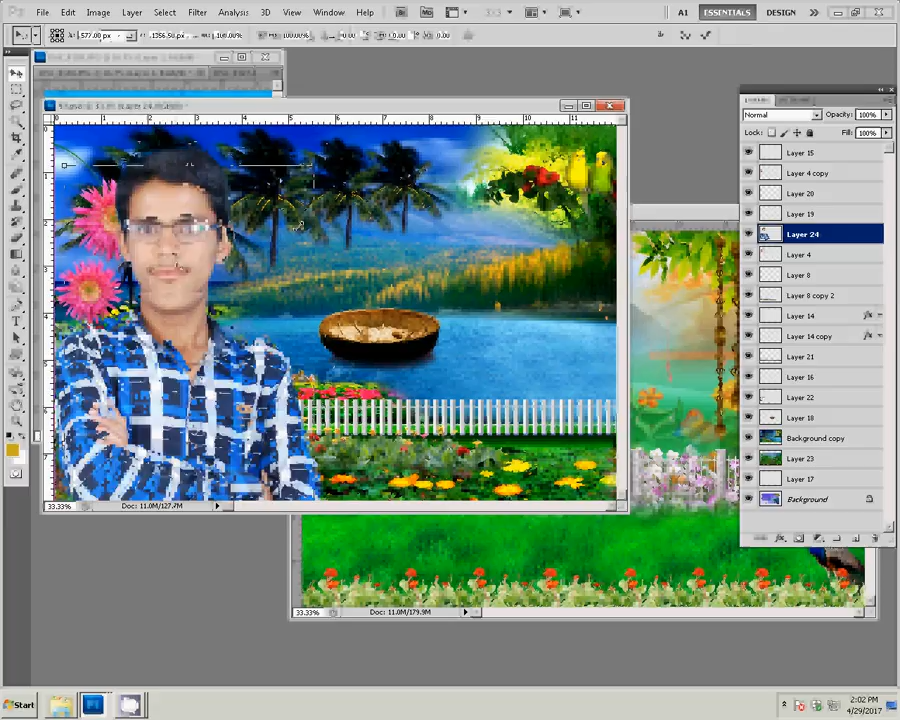 File Edit Image Layer Select Filter Analysis 3D View Window Help
A1 ESSENTIALS DESIGN
Normal Opacity: 100%
Lock: Fill: 100%
Layer 15
Layer 4 copy
Layer 20
Layer 19
Layer 24
Layer 4
Layer 8
Layer 8 copy 2
Layer 14
Layer 14 copy
Layer 21
Layer 16
Layer 22
Layer 18
Background copy
Layer 23
Layer 17
Background
33.33% Doc: 11.0M/127.7M
33.33% Doc: 11.0M/179.9M
Start
2:02 PM
4/29/2017